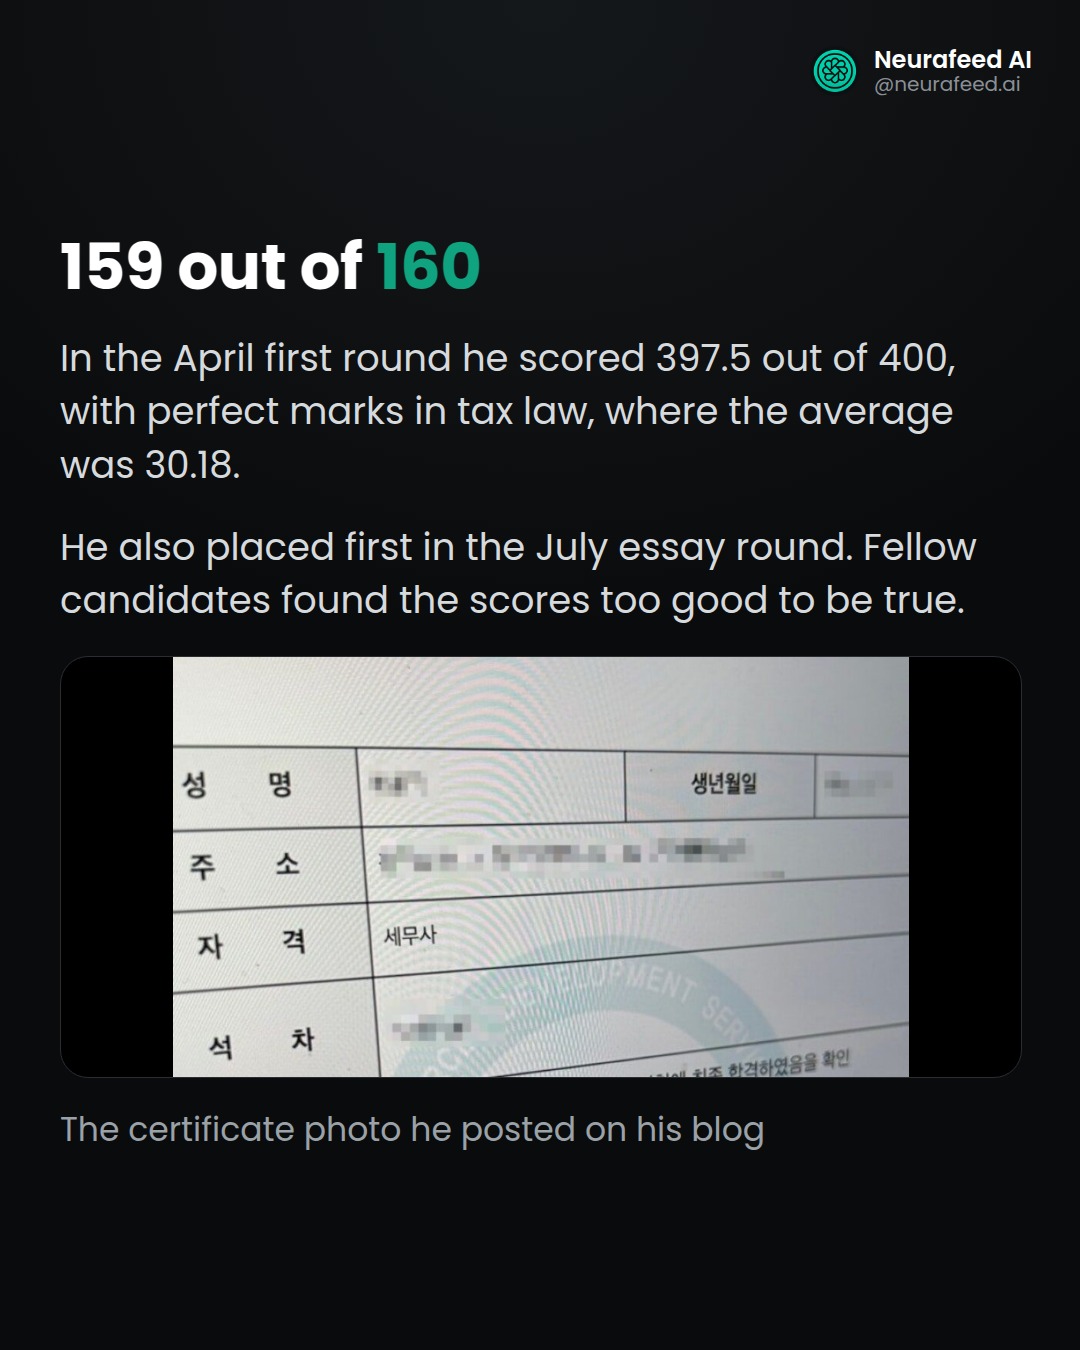 Neurafeed AI
@neurafeed.ai
159 out of 160
In the April first round he scored 397.5 out of 400,
with perfect marks in tax law, where the average
was 30.18.
He also placed first in the July essay round. Fellow
candidates found the scores too good to be true.
성 명
생년월일
주 소
자 격
세무사
DEVELOPMENT
석 차
최종 합격하였음을 확인
The certificate photo he posted on his blog